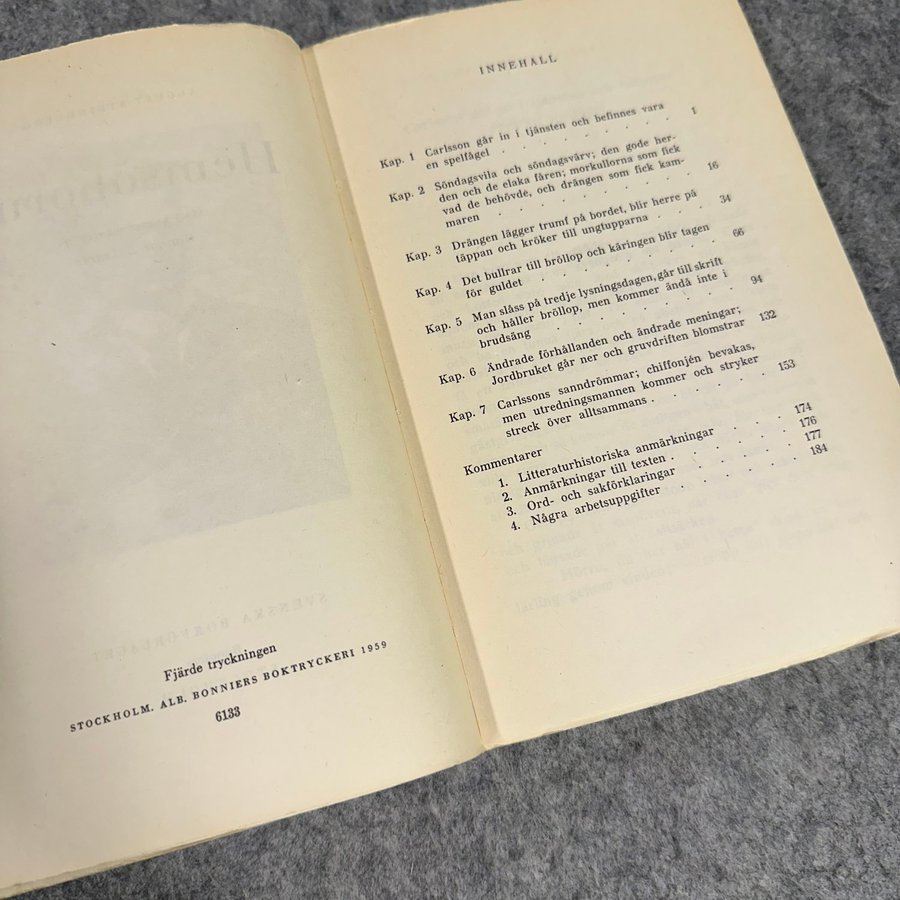 Fjärde tryckningen
STOCKHOLM. ALB. BONNIERS BOKTRYCKERI 1959
6133
INNEHÅLL
Kap. 1 Carlsson går in i tjänsten och befinnes vara
en spelfågel . . . . . . . . . . 1
Kap. 2 Söndagsvila och söndagsvärv; den gode her-
den och de elaka fåren; morkullorna som fick
vad de behövde, och drängen som fick kam-
maren . . . . . . . . . . 16
Kap. 3 Drängen lägger trumf på bordet, blir herre på
täppan och kröker till ungtupparna . . . 34
Kap. 4 Det bullrar till bröllop och käringen blir tagen
för guldet . . . . . . . . . . 66
Kap. 5 Man slåss på tredje lysningsdagen, går till skrift
och håller bröllop, men kommer ändå inte i
brudsäng . . . . . . . . . . 94
Kap. 6 Ändrade förhållanden och ändrade meningar;
Jordbruket går ner och gruvdriften blomstrar 132
Kap. 7 Carlssons sanndrömmar; chiffonjén bevakas,
men utredningsmannen kommer och stryker
streck över alltsammans . . . . . . 153
Kommentarer
1. Litteraturhistoriska anmärkningar . . . . 174
2. Anmärkningar till texten . . . . . . 176
3. Ord- och sakförklaringar . . . . . . 177
4. Några arbetsuppgifter . . . . . . . 184